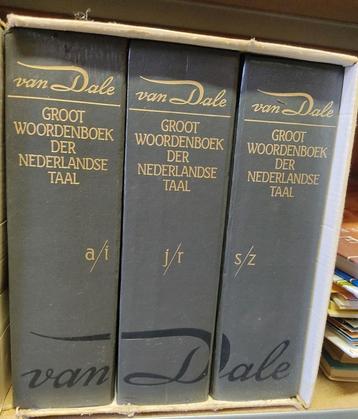 van Dale
GROOT
WOORDENBOEK
DER
NEDERLANDSE
TAAL
a/i
van Dale
GROOT
WOORDENBOEK
DER
NEDERLANDSE
TAAL
j/r
van Dale
GROOT
WOORDENBOEK
DER
NEDERLANDSE
TAAL
s/z
van Dale